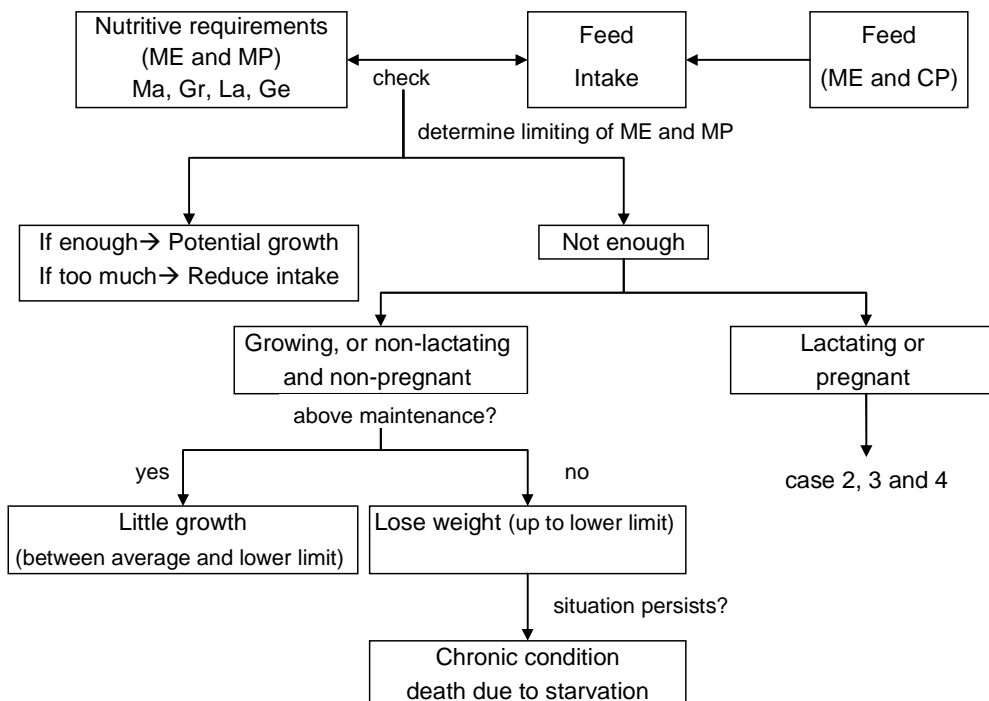 Nutritive requirements
(ME and MP)
Ma, Gr, La, Ge
Feed
Intake
Feed
(ME and CP)
check
determine limiting of ME and MP
If enough→ Potential growth
If too much→ Reduce intake
Not enough
Growing, or non-lactating
and non-pregnant
Lactating or
pregnant
above maintenance?
yes
no
case 2, 3 and 4
Little growth
(between average and lower limit)
Lose weight (up to lower limit)
situation persists?
Chronic condition
death due to starvation